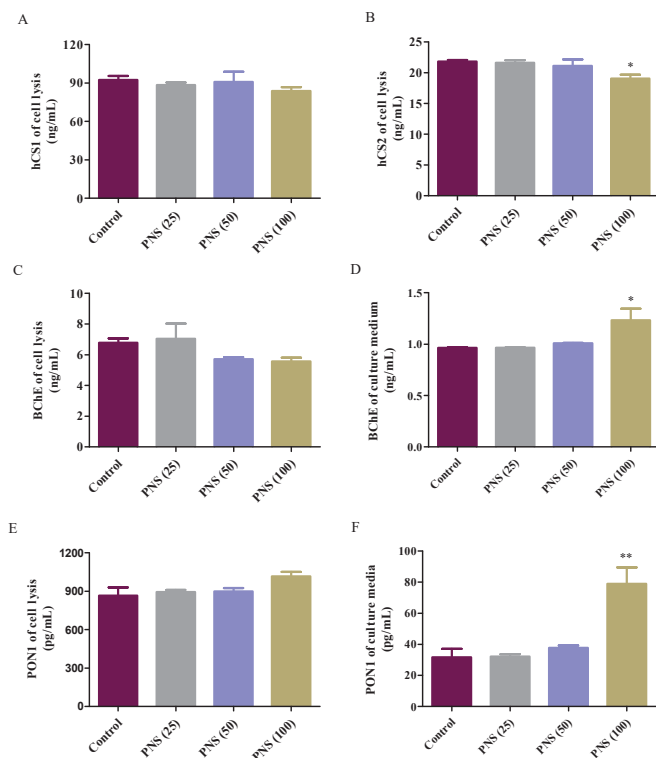 A
hCS1 of cell lysis
(ng/mL)
120
90
60
30
0
Control
PNS (25)
PNS (50)
PNS (100)
B
hCS2 of cell lysis
(ng/mL)
25
20
15
10
5
0
*
Control
PNS (25)
PNS (50)
PNS (100)
C
BChE of cell lysis
(ng/mL)
8
6
4
2
0
Control
PNS (25)
PNS (50)
PNS (100)
D
BChE of culture medium
(ng/mL)
1.5
1.0
0.5
0.0
*
Control
PNS (25)
PNS (50)
PNS (100)
E
PON1 of cell lysis
(pg/mL)
1200
900
600
300
0
Control
PNS (25)
PNS (50)
PNS (100)
F
PON1 of culture media
(pg/mL)
100
80
60
40
20
0
**
Control
PNS (25)
PNS (50)
PNS (100)